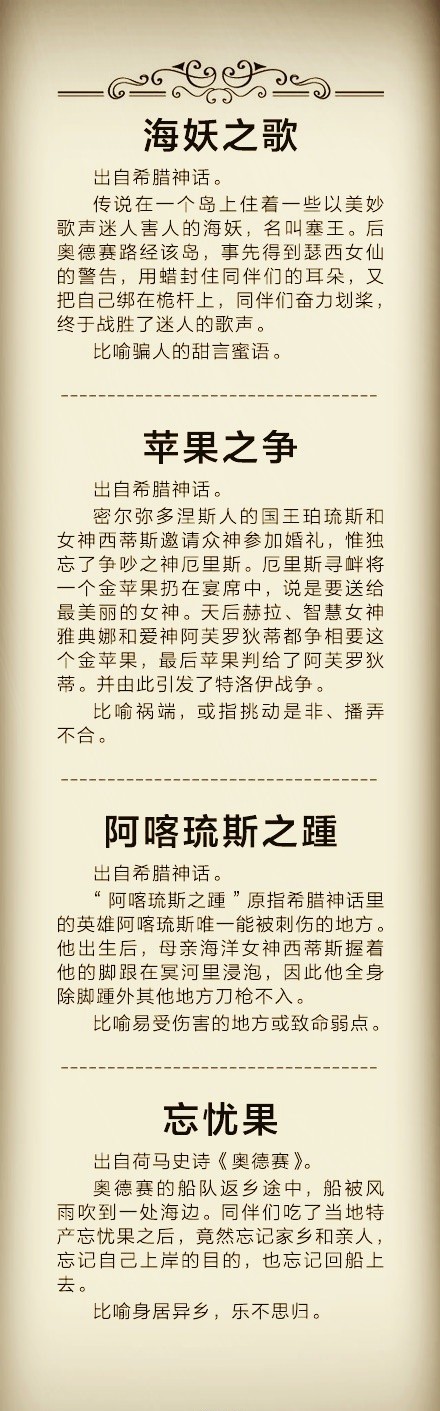 海妖之歌
出自希腊神话。
传说在一个岛上住着一些以美妙
歌声迷人害人的海妖，名叫塞王。后
奥德赛路经该岛，事先得到瑟西女仙
的警告，用蜡封住同伴们的耳朵，又
把自己绑在桅杆上，同伴们奋力划桨，
终于战胜了迷人的歌声。
比喻骗人的甜言蜜语。
苹果之争
出自希腊神话。
密尔弥多涅斯人的国王珀琉斯和
女神西蒂斯邀请众神参加婚礼，惟独
忘了争吵之神厄里斯。厄里斯寻衅将
一个金苹果扔在宴席中，说是要送给
最美丽的女神。天后赫拉、智慧女神
雅典娜和爱神阿芙罗狄蒂都争相要这
个金苹果，最后苹果判给了阿芙罗狄
蒂。并由此引发了特洛伊战争。
比喻祸端，或指挑动是非、播弄
不合。
阿喀琉斯之踵
出自希腊神话。
“阿喀琉斯之踵”原指希腊神话里
的英雄阿喀琉斯唯一能被刺伤的地方。
他出生后，母亲海洋女神西蒂斯握着
他的脚跟在冥河里浸泡，因此他全身
除脚踵外其他地方刀枪不入。
比喻易受伤害的地方或致命弱点。
忘忧果
出自荷马史诗《奥德赛》。
奥德赛的船队返乡途中，船被风
雨吹到一处海边。同伴们吃了当地特
产忘忧果之后，竟然忘记家乡和亲人，
忘记自己上岸的目的，也忘记回船上
去。
比喻身居异乡，乐不思归。